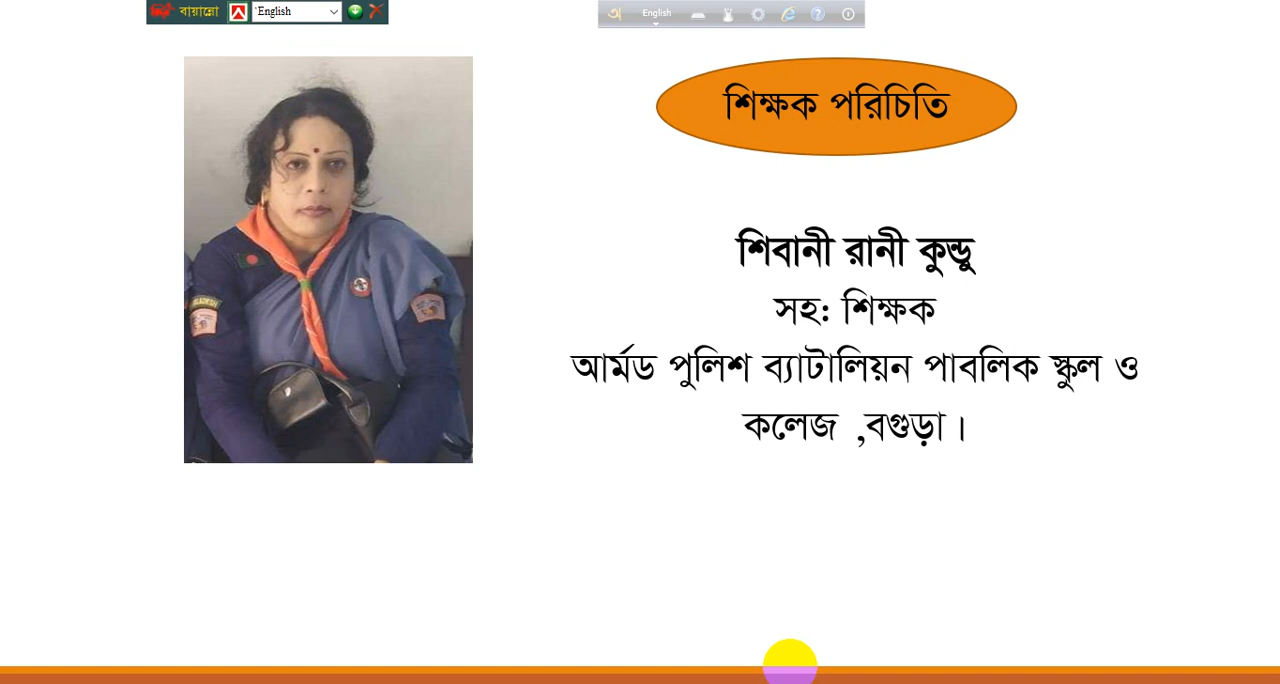 বায়ান্নো
English
English
শিক্ষক পরিচিতি
শিবানী রানী কুন্ডু
সহ: শিক্ষক
আর্মড পুলিশ ব্যাটালিয়ন পাবলিক স্কুল ও
কলেজ ,বগুড়া।